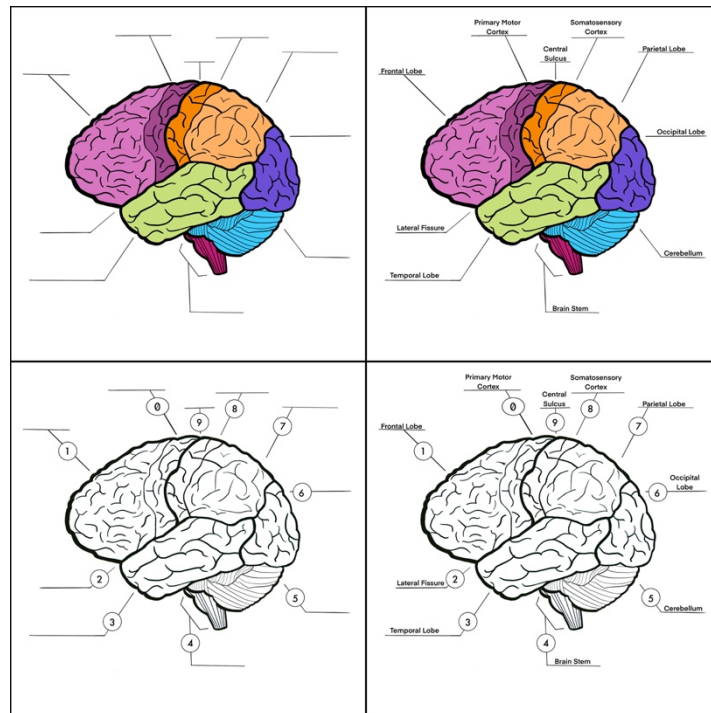 Primary Motor
Cortex
Somatosensory
Cortex
Central
Sulcus
Parietal Lobe
Frontal Lobe
Occipital Lobe
Lateral Fissure
Cerebellum
Temporal Lobe
Brain Stem
0
9
8
7
1
6
2
5
3
4
Primary Motor
Cortex
Somatosensory
Cortex
Central
Sulcus
0
9
8
Parietal Lobe
7
Frontal Lobe
1
6
Occipital
Lobe
Lateral Fissure
2
5
Cerebellum
3
Temporal Lobe
4
Brain Stem